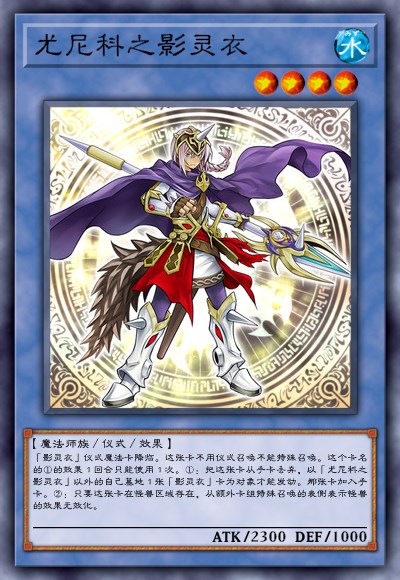 尤尼科之影灵衣
水
【魔法师族／仪式／效果】
「影灵衣」仪式魔法卡降临。这张卡不用仪式召唤不能特殊召唤。这个卡名
的①的效果1回合只能使用1次。①：把这张卡从手卡丢弃，以「尤尼科之
影灵衣」以外的自己墓地1张「影灵衣」卡为对象才能发动。那张卡加入手
卡。②：只要这张卡在怪兽区域存在，从额外卡组特殊召唤的表侧表示怪兽
的效果无效化。
ATK/2300 DEF/1000